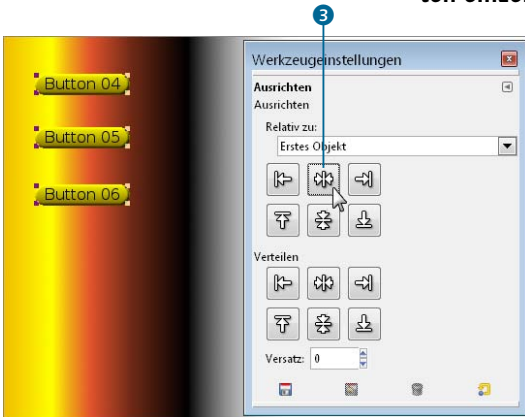 3
Button 04
Button 05
Button 06
Werkzeugeinstellungen
Ausrichten
Ausrichten
Relativ zu:
Erstes Objekt
Verteilen
Versatz: 0